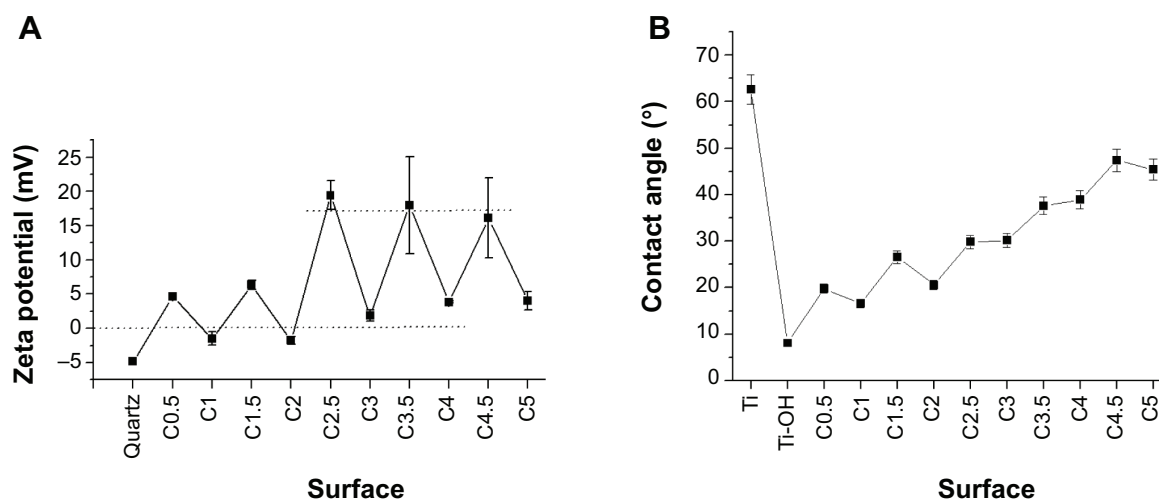 A
Zeta potential (mV)
25
20
15
10
5
0
–5
Quartz
C0.5
C1
C1.5
C2
C2.5
C3
C3.5
C4
C4.5
C5
Surface
B
Contact angle (°)
70
60
50
40
30
20
10
0
Ti
Ti-OH
C0.5
C1
C1.5
C2
C2.5
C3
C3.5
C4
C4.5
C5
Surface